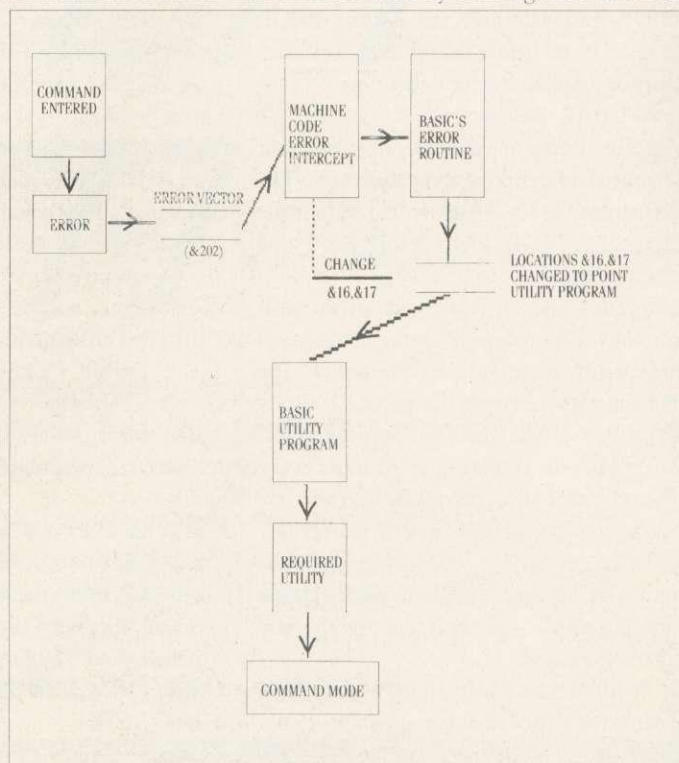 COMMAND
ENTERED
ERROR
ERROR VECTOR
(&202)
MACHINE
CODE
ERROR
INTERCEPT
BASIC'S
ERROR
ROUTINE
CHANGE
&16,&17
LOCATIONS &16,&17
CHANGED TO POINT
UTILITY PROGRAM
BASIC
UTILITY
PROGRAM
REQUIRED
UTILITY
COMMAND MODE